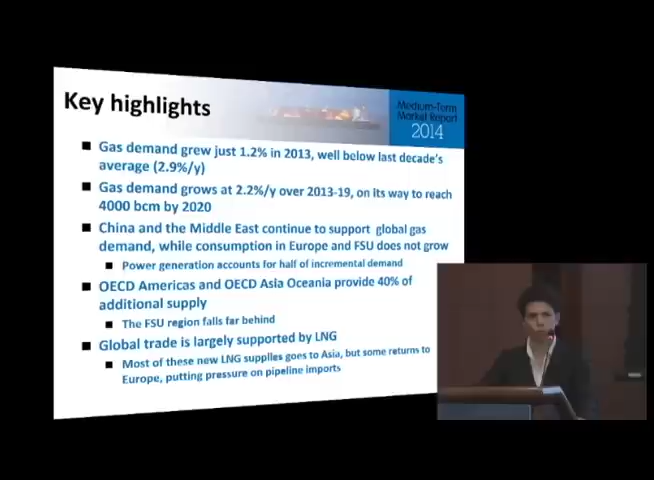 Key highlights
Medium-Term
Market Report
2014
Gas demand grew just 1.2% in 2013, well below last decade's
average (2.9%/y)
Gas demand grows at 2.2%/y over 2013-19, on its way to reach
4000 bcm by 2020
China and the Middle East continue to support global gas
demand, while consumption in Europe and FSU does not grow
Power generation accounts for half of incremental demand
OECD Americas and OECD Asia Oceania provide 40% of
additional supply
The FSU region falls far behind
Global trade is largely supported by LNG
Most of these new LNG supplies goes to Asia, but some returns to
Europe, putting pressure on pipeline imports